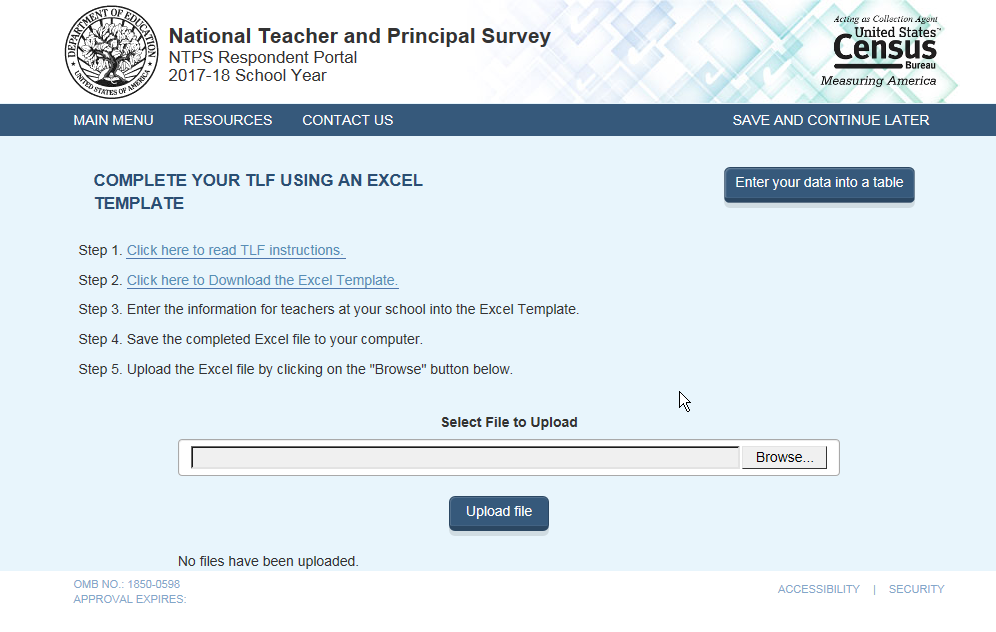 DEPARTMENT OF EDUCATION
UNITED STATES OF AMERICA
National Teacher and Principal Survey
NTPS Respondent Portal
2017-18 School Year
Acting as Collection Agent
United States™
Census
Bureau
Measuring America
MAIN MENU RESOURCES CONTACT US SAVE AND CONTINUE LATER
COMPLETE YOUR TLF USING AN EXCEL
TEMPLATE
Enter your data into a table
Step 1. Click here to read TLF instructions.
Step 2. Click here to Download the Excel Template.
Step 3. Enter the information for teachers at your school into the Excel Template.
Step 4. Save the completed Excel file to your computer.
Step 5. Upload the Excel file by clicking on the "Browse" button below.
Select File to Upload
Browse...
Upload file
No files have been uploaded.
OMB NO.: 1850-0598
APPROVAL EXPIRES:
ACCESSIBILITY | SECURITY